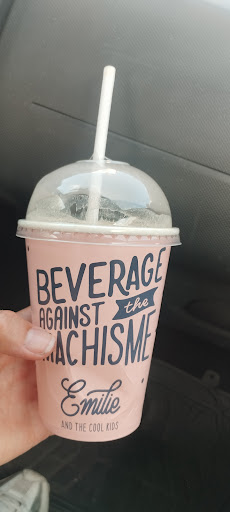 BEVERAGE
AGAINST the
MACHISME
Emilie
AND THE COOL KIDS